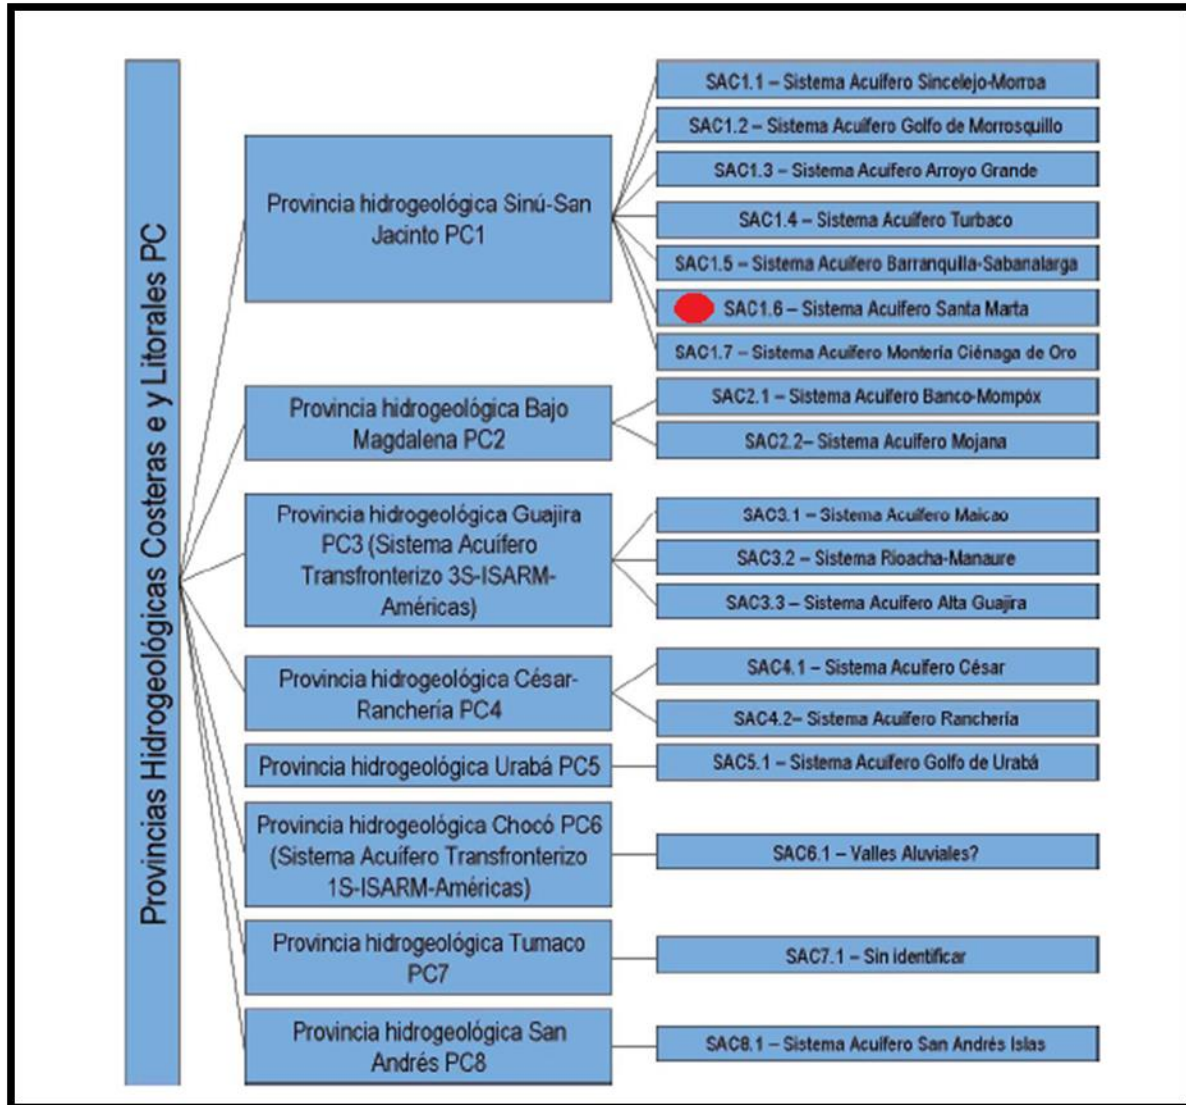 Provincias Hidrogeológicas Costeras e y Litorales PC
Provincia hidrogeológica Sinú-San
Jacinto PC1
SAC1.1 – Sistema Acuífero Sincelejo-Morroa
SAC1.2 – Sistema Acuífero Golfo de Morrosquillo
SAC1.3 – Sistema Acuífero Arroyo Grande
SAC1.4 – Sistema Acuífero Turbaco
SAC1.5 – Sistema Acuífero Barranquilla-Sabanalarga
SAC1.6 – Sistema Acuífero Santa Marta
SAC1.7 – Sistema Acuífero Montería Ciénaga de Oro
Provincia hidrogeológica Bajo
Magdalena PC2
SAC2.1 – Sistema Acuífero Banco-Mompóx
SAC2.2– Sistema Acuífero Mojana
Provincia hidrogeológica Guajira
PC3 (Sistema Acuífero
Transfronterizo 3S-ISARM-
Américas)
SAC3.1 – Sistema Acuífero Maicao
SAC3.2 – Sistema Rioacha-Manaure
SAC3.3 – Sistema Acuífero Alta Guajira
Provincia hidrogeológica César-
Ranchería PC4
SAC4.1 – Sistema Acuífero César
SAC4.2– Sistema Acuífero Ranchería
Provincia hidrogeológica Urabá PC5
SAC5.1 – Sistema Acuífero Golfo de Urabá
Provincia hidrogeológica Chocó PC6
(Sistema Acuífero Transfronterizo
1S-ISARM-Américas)
SAC6.1 – Valles Aluviales?
Provincia hidrogeológica Tumaco
PC7
SAC7.1 – Sin identificar
Provincia hidrogeológica San
Andrés PC8
SAC8.1 – Sistema Acuífero San Andrés Islas